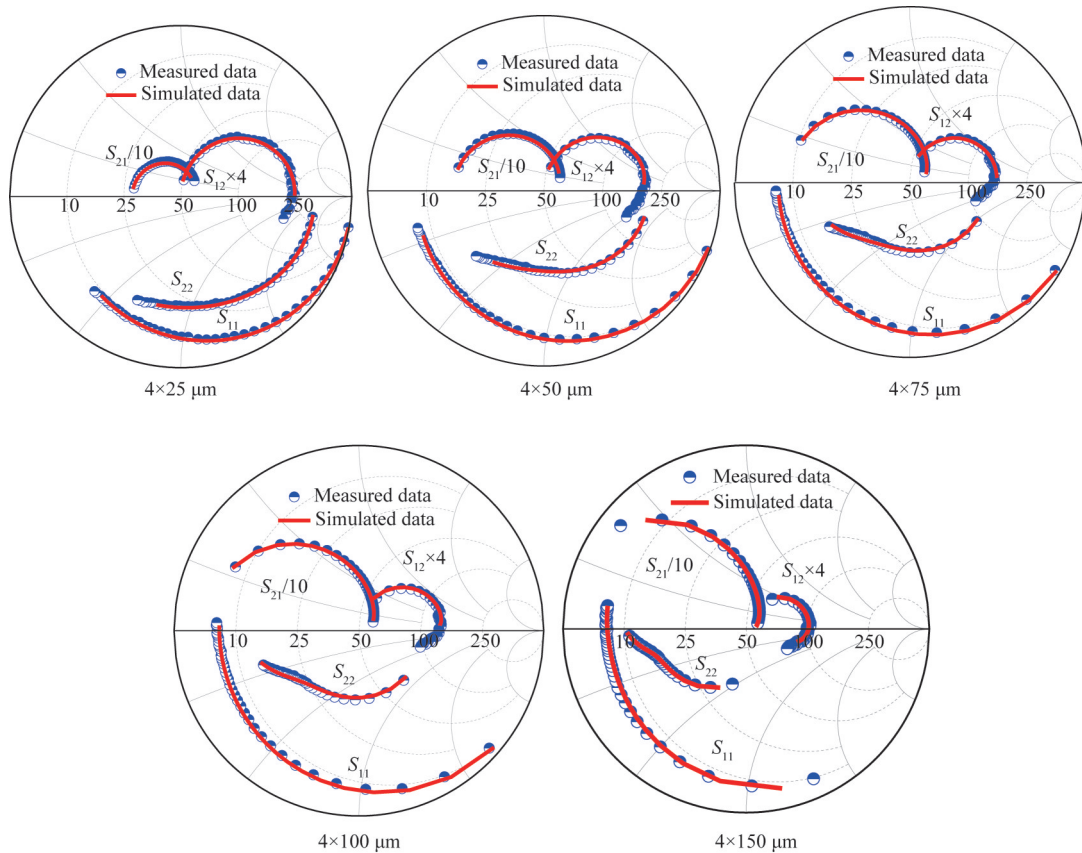 Measured data
Simulated data
S21/10
S12×4
10 25 50 100 250
S22
S11
4×25 μm
Measured data
Simulated data
S12×4
S21/10
10 25 50 100 250
S22
S11
4×50 μm
Measured data
Simulated data
S12×4
S21/10
10 25 50 100 250
S22
S11
4×75 μm
Measured data
Simulated data
S12×4
S21/10
10 25 50 100 250
S22
S11
4×100 μm
Measured data
Simulated data
S21/10
S12×4
10 25 50 100 250
S22
S11
4×150 μm